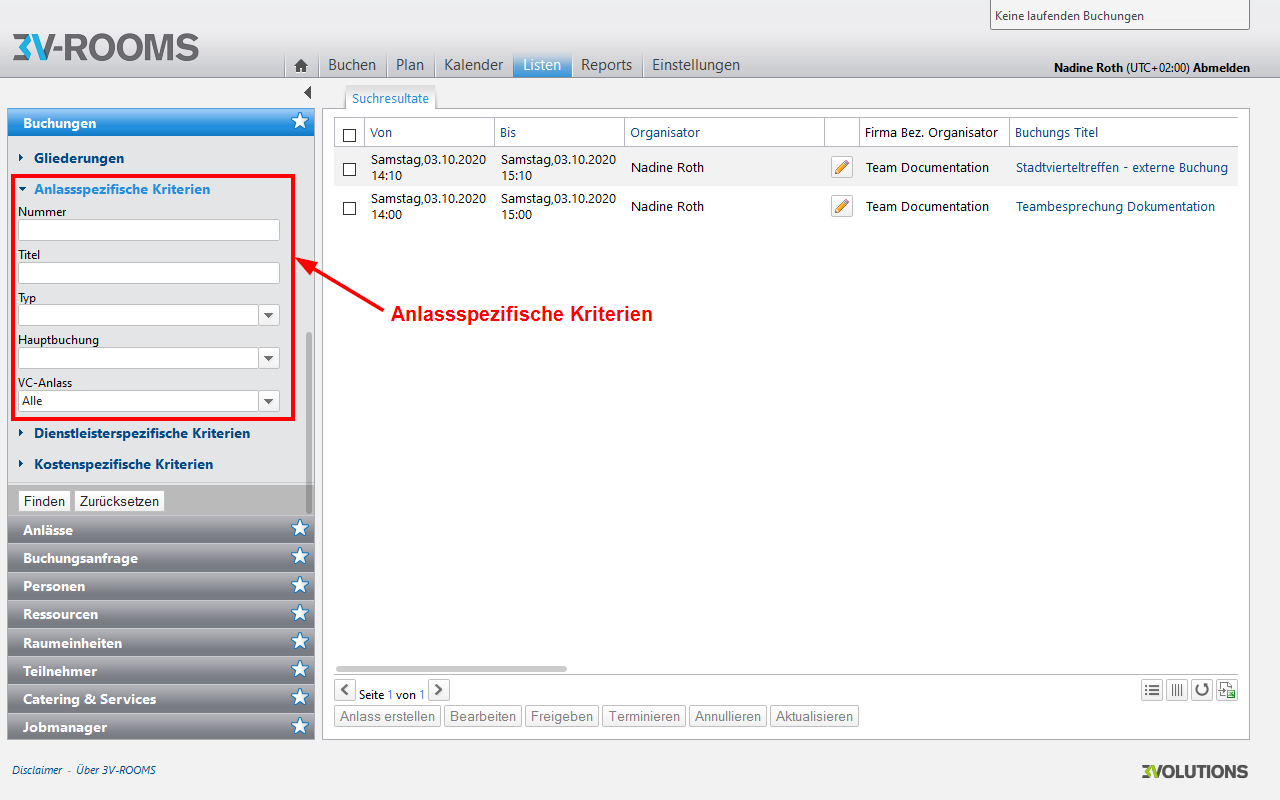 Keine laufenden Buchungen
3V-ROOMS
Buchen Plan Kalender Listen Reports Einstellungen
Nadine Roth (UTC+02:00) Abmelden
Suchresultate
Buchungen
Gliederungen
Anlassspezifische Kriterien
Nummer
Titel
Typ
Hauptbuchung
VC-Anlass
Alle
Dienstleisterspezifische Kriterien
Kostenspezifische Kriterien
Finden Zurücksetzen
Anlässe
Buchungsanfrage
Personen
Ressourcen
Raumeinheiten
Teilnehmer
Catering & Services
Jobmanager
Von Bis Organisator Firma Bez. Organisator Buchungs Titel
Samstag,03.10.2020 14:10 Samstag,03.10.2020 15:10 Nadine Roth Team Documentation Stadtvierteltreffen - externe Buchung
Samstag,03.10.2020 14:00 Samstag,03.10.2020 15:00 Nadine Roth Team Documentation Teambesprechung Dokumentation
Anlassspezifische Kriterien
Seite 1 von 1
Anlass erstellen Bearbeiten Freigeben Terminieren Annullieren Aktualisieren
Disclaimer - Über 3V-ROOMS
3VOLUTIONS